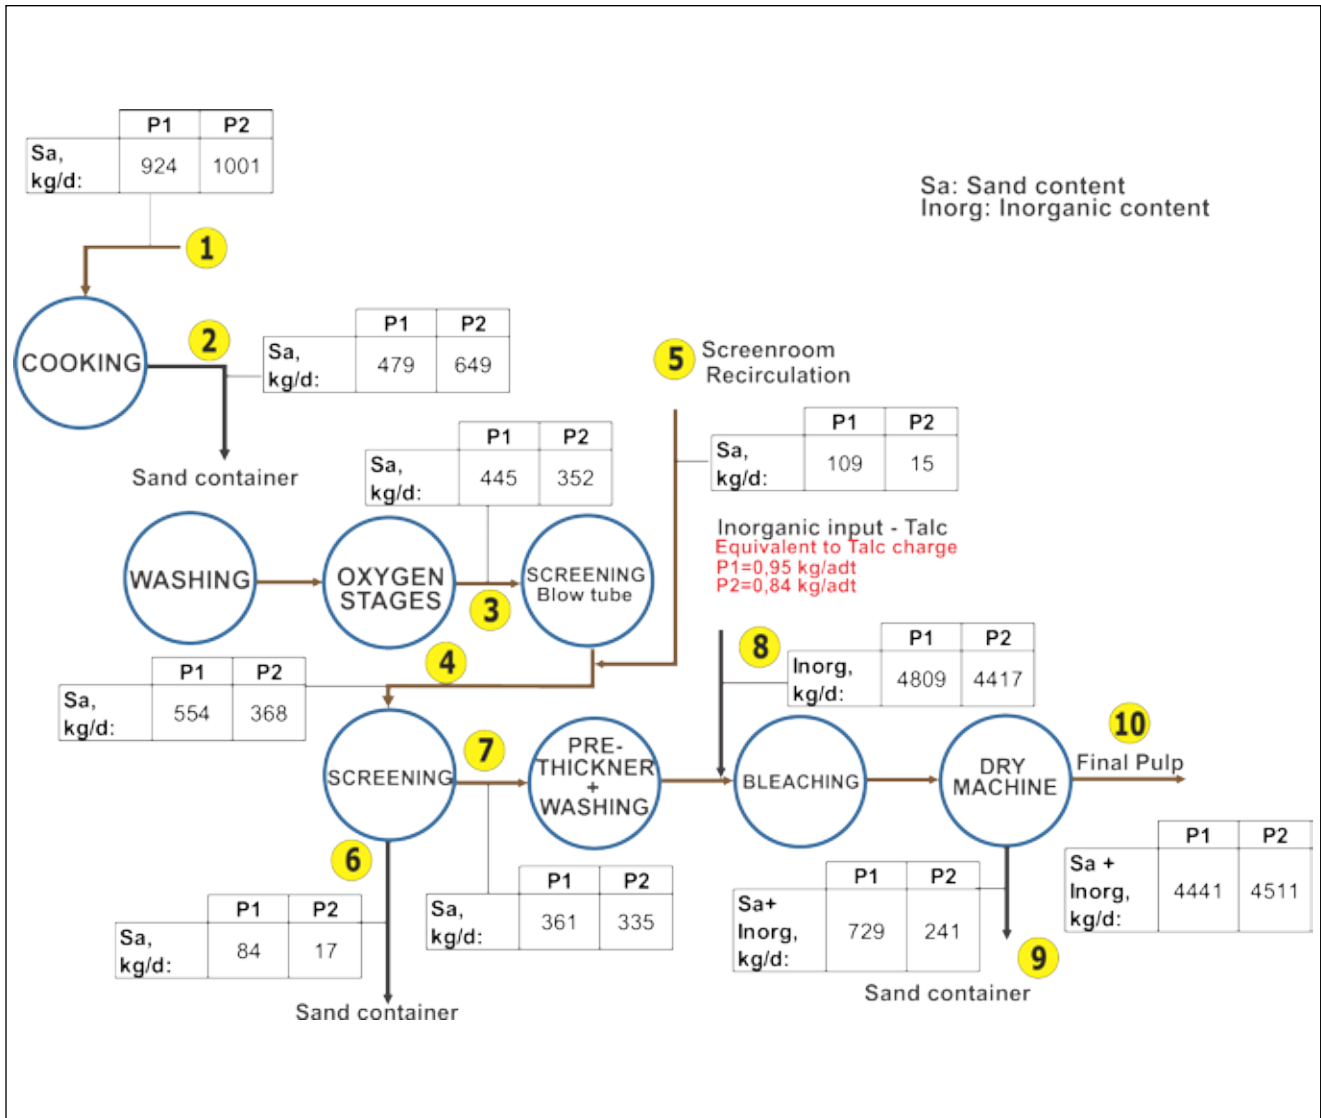 P1 P2
Sa,
kg/d:
924 1001
Sa: Sand content
Inorg: Inorganic content
1
COOKING
2
P1 P2
Sa,
kg/d:
479 649
Sand container
5 Screenroom
Recirculation
P1 P2
Sa,
kg/d:
109 15
P1 P2
Sa,
kg/d:
445 352
WASHING
OXYGEN
STAGES
3
SCREENING
Blow tube
Inorganic input - Talc
Equivalent to Talc charge
P1=0,95 kg/adt
P2=0,84 kg/adt
8
P1 P2
Inorg,
kg/d:
4809 4417
4
P1 P2
Sa,
kg/d:
554 368
SCREENING
7
PRE-
THICKNER
+
WASHING
BLEACHING
DRY
MACHINE
10
Final Pulp
6
P1 P2
Sa,
kg/d:
84 17
Sand container
P1 P2
Sa,
kg/d:
361 335
P1 P2
Sa+
Inorg,
kg/d:
729 241
9
Sand container
P1 P2
Sa +
Inorg,
kg/d:
4441 4511